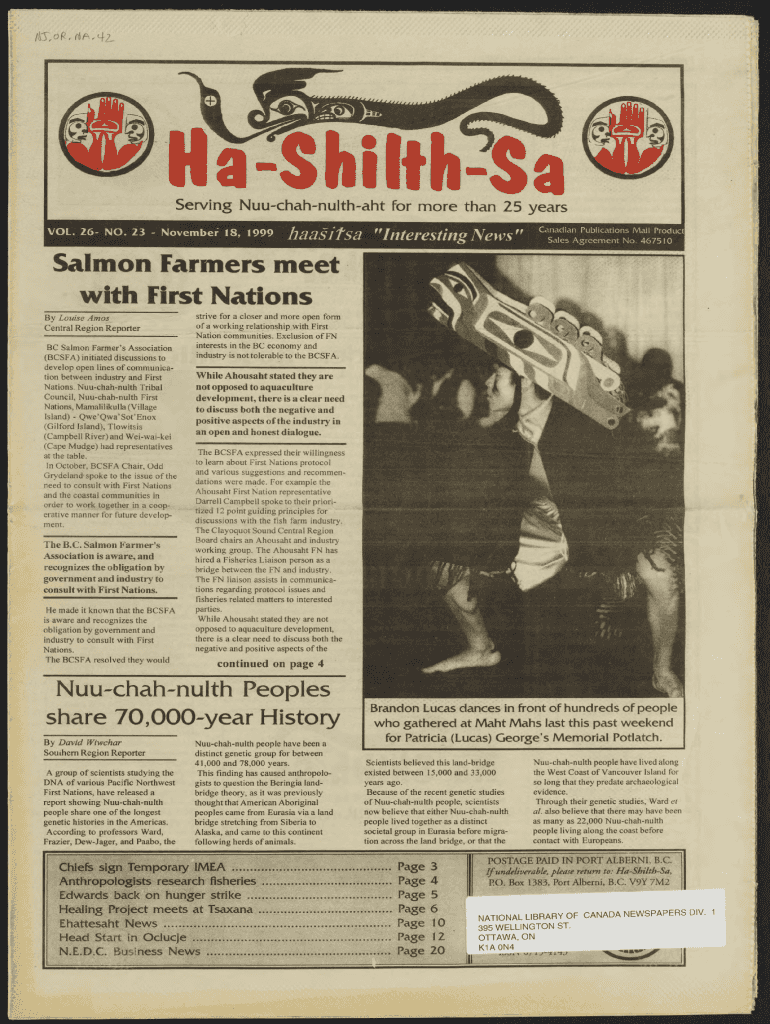 NJ.OR.NA.42
Ha-Shilth-Sa
Serving Nuu-chah-nulth-aht for more than 25 years
VOL. 26- NO. 23 - November 18, 1999
haašiłsa "Interesting News"
Canadian Publications Mail Product
Sales Agreement No. 467510
Salmon Farmers meet
with First Nations
By Louise Amos
Central Region Reporter
BC Salmon Farmer's Association
(BCSFA) initiated discussions to
develop open lines of communica-
tion between industry and First
Nations. Nuu-chah-nulth Tribal
Council, Nuu-chah-nulth First
Nations, Mamalilikulla (Village
Island) - Qwe'Qwa'Sot'Enox
(Gilford Island), Tlowitsis
(Campbell River) and Wei-wai-kei
(Cape Mudge) had representatives
at the table.
In October, BCSFA Chair, Odd
Grydeland spoke to the issue of the
need to consult with First Nations
and the coastal communities in
order to work together in a coop-
erative manner for future develop-
ment.
The B.C. Salmon Farmer's
Association is aware, and
recognizes the obligation by
government and industry to
consult with First Nations.
He made it known that the BCSFA
is aware and recognizes the
obligation by government and
industry to consult with First
Nations.
The BCSFA resolved they would
strive for a closer and more open form
of a working relationship with First
Nation communities. Exclusion of FN
interests in the BC economy and
industry is not tolerable to the BCSFA.
While Ahousaht stated they are
not opposed to aquaculture
development, there is a clear need
to discuss both the negative and
positive aspects of the industry in
an open and honest dialogue.
The BCSFA expressed their willingness
to learn about First Nations protocol
and various suggestions and recommen-
dations were made. For example the
Ahousaht First Nation representative
Darrell Campbell spoke to their priori-
tized 12 point guiding principles for
discussions with the fish farm industry.
The Clayoquot Sound Central Region
Board chairs an Ahousaht and industry
working group. The Ahousaht FN has
hired a Fisheries Liaison person as a
bridge between the FN and industry.
The FN liaison assists in communica-
tions regarding protocol issues and
fisheries related matters to interested
parties.
While Ahousaht stated they are not
opposed to aquaculture development,
there is a clear need to discuss both the
negative and positive aspects of the
continued on page 4
Brandon Lucas dances in front of hundreds of people
who gathered at Maht Mahs last this past weekend
for Patricia (Lucas) George's Memorial Potlatch.
Nuu-chah-nulth Peoples
share 70,000-year History
By David Wiwchar
Southern Region Reporter
A group of scientists studying the
DNA of various Pacific Northwest
First Nations, have released a
report showing Nuu-chah-nulth
people share one of the longest
genetic histories in the Americas.
According to professors Ward,
Frazier, Dew-Jager, and Paabo, the
Nuu-chah-nulth people have been a
distinct genetic group for between
41,000 and 78,000 years.
This finding has caused anthropolo-
gists to question the Beringia land-
bridge theory, as it was previously
thought that American Aboriginal
peoples came from Eurasia via a land
bridge stretching from Siberia to
Alaska, and came to this continent
following herds of animals.
Scientists believed this land-bridge
existed between 15,000 and 33,000
years ago.
Because of the recent genetic studies
of Nuu-chah-nulth people, scientists
now believe that either Nuu-chah-nulth
people lived together as a distinct
societal group in Eurasia before migra-
tion across the land bridge, or that the
Nuu-chah-nulth people have lived along
the West Coast of Vancouver Island for
so long that they predate archaeological
evidence.
Through their genetic studies, Ward et
al. also believe that there may have been
as many as 22,000 Nuu-chah-nulth
people living along the coast before
contact with Europeans.
Chiefs sign Temporary IMEA ........ Page 3
Anthropologists research fisheries ........ Page 4
Edwards back on hunger strike ........ Page 5
Healing Project meets at Tsaxana ........ Page 6
Ehattesaht News ........ Page 10
Head Start in Oclucje ........ Page 12
N.E.D.C. Business News ........ Page 20
POSTAGE PAID IN PORT ALBERNI, B.C.
If undeliverable, please return to: Ha-Shilth-Sa,
P.O. Box 1383, Port Alberni, B.C. V9Y 7M2
NATIONAL LIBRARY OF CANADA NEWSPAPERS DIV. 1
395 WELLINGTON ST.
OTTAWA, ON
K1A 0N4